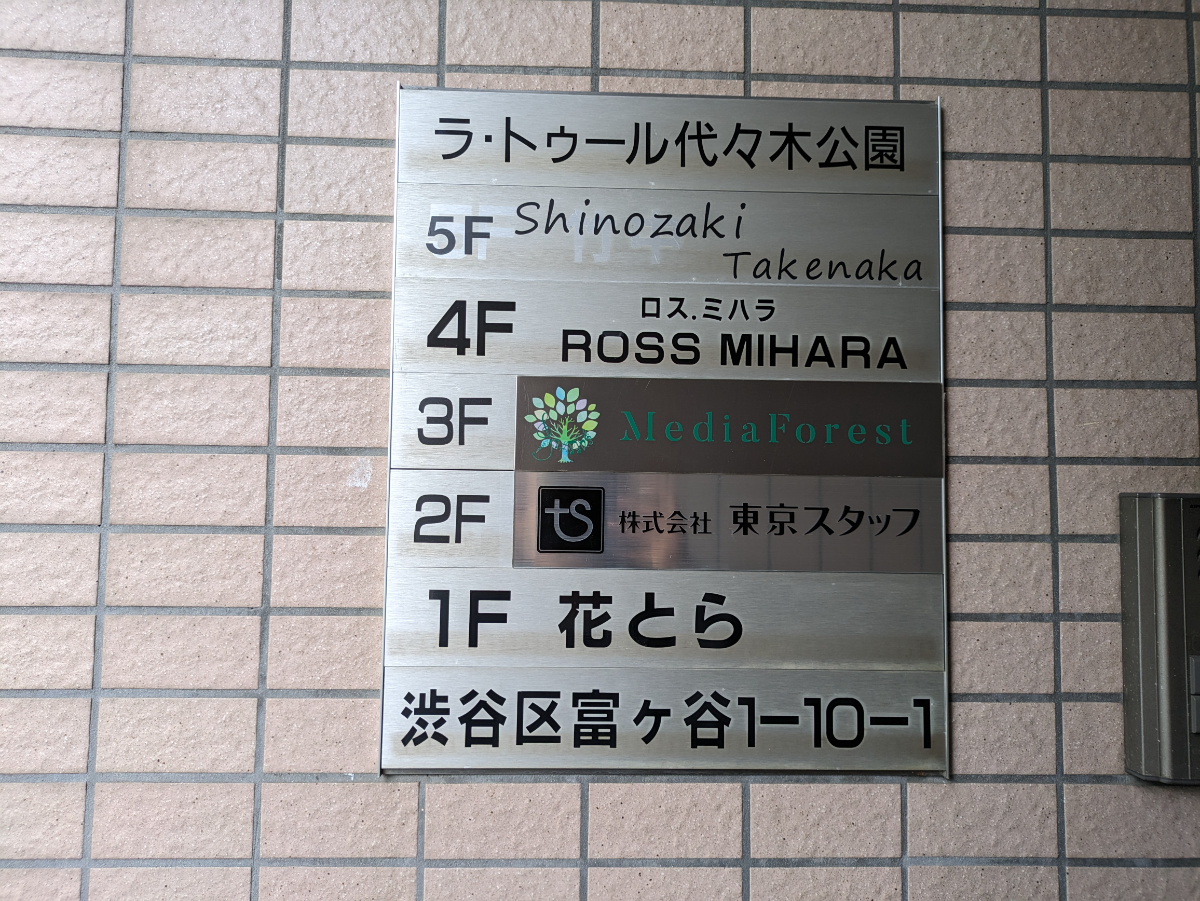 ラ・トゥール代々木公園
5F Shinozaki
Takenaka
ロス.ミハラ
4F ROSS MIHARA
3F MediaForest
2F ts 株式会社 東京スタッフ
1F 花とら
渋谷区富ヶ谷1-10-1